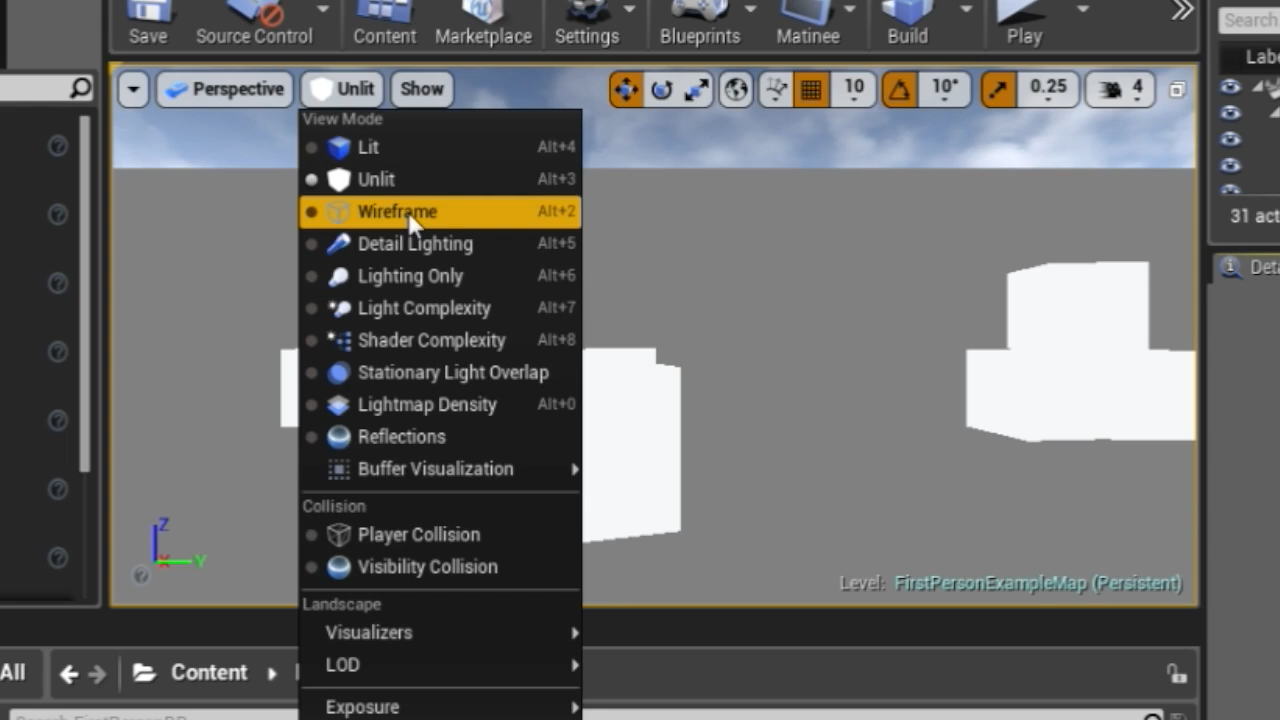 Save Source Control Content Marketplace Settings Blueprints Matinee Build Play
Search
Perspective Unlit Show 10 10° 0.25 4
View Mode
Lit Alt+4
Unlit Alt+3
Wireframe Alt+2
Detail Lighting Alt+5
Lighting Only Alt+6
Light Complexity Alt+7
Shader Complexity Alt+8
Stationary Light Overlap
Lightmap Density Alt+0
Reflections
Buffer Visualization
Collision
Player Collision
Visibility Collision
Landscape
Visualizers
LOD
Exposure
Z
X
Y
Level: FirstPersonExampleMap (Persistent)
Labe
31 act
Deta
All Content